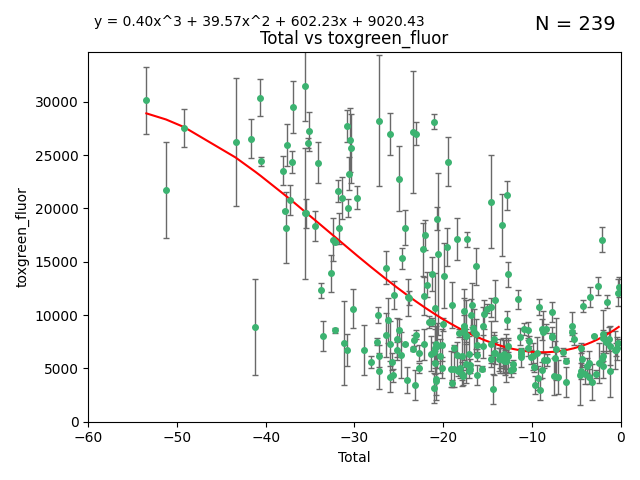 y = 0.40x^3 + 39.57x^2 + 602.23x + 9020.43
N = 239
Total vs toxgreen_fluor
toxgreen_fluor
30000
25000
20000
15000
10000
5000
0
−60
−50
−40
−30
−20
−10
0
Total